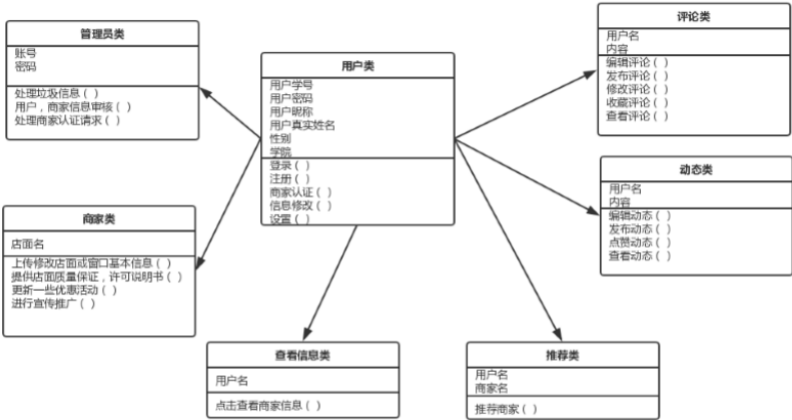 管理员类
账号
密码
处理垃圾信息（ ）
用户，商家信息审核（ ）
处理商家认证请求（ ）
用户类
用户学号
用户密码
用户昵称
用户真实姓名
性别
学院
登录（ ）
注册（ ）
商家认证（ ）
信息修改（ ）
设置（ ）
评论类
用户名
内容
编辑评论（ ）
发布评论（ ）
修改评论（ ）
收藏评论（ ）
查看评论（ ）
动态类
用户名
内容
编辑动态（ ）
发布动态（ ）
点赞动态（ ）
查看动态（ ）
商家类
店面名
上传修改店面或窗口基本信息（ ）
提供店面质量保证，许可说明书（ ）
更新一些优惠活动（ ）
进行宣传推广（ ）
查看信息类
用户名
点击查看商家信息（ ）
推荐类
用户名
商家名
推荐商家（ ）